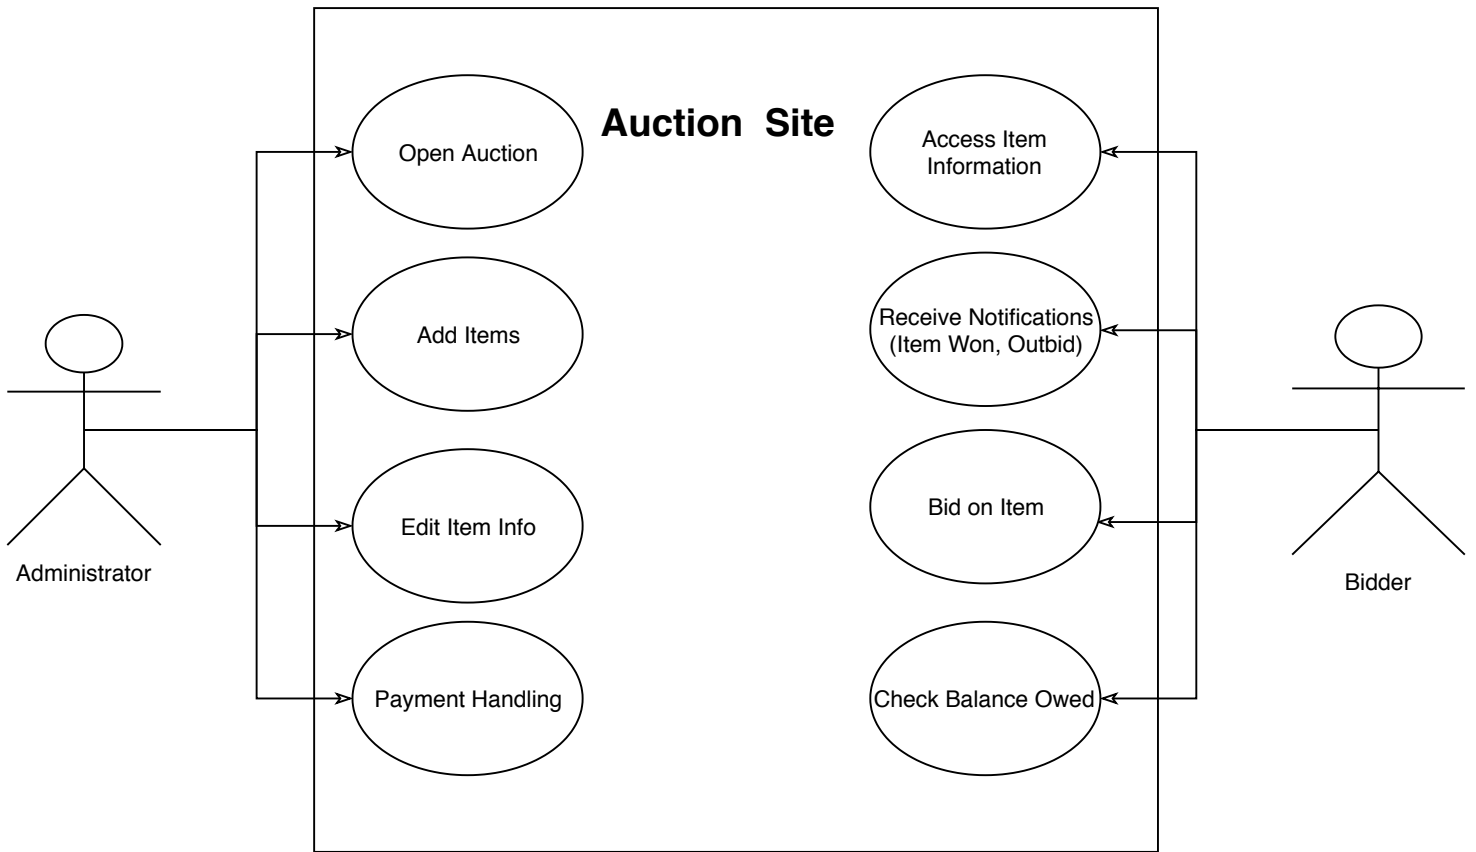 Auction Site
Open Auction
Access Item
Information
Add Items
Receive Notifications
(Item Won, Outbid)
Edit Item Info
Bid on Item
Administrator
Bidder
Payment Handling
Check Balance Owed